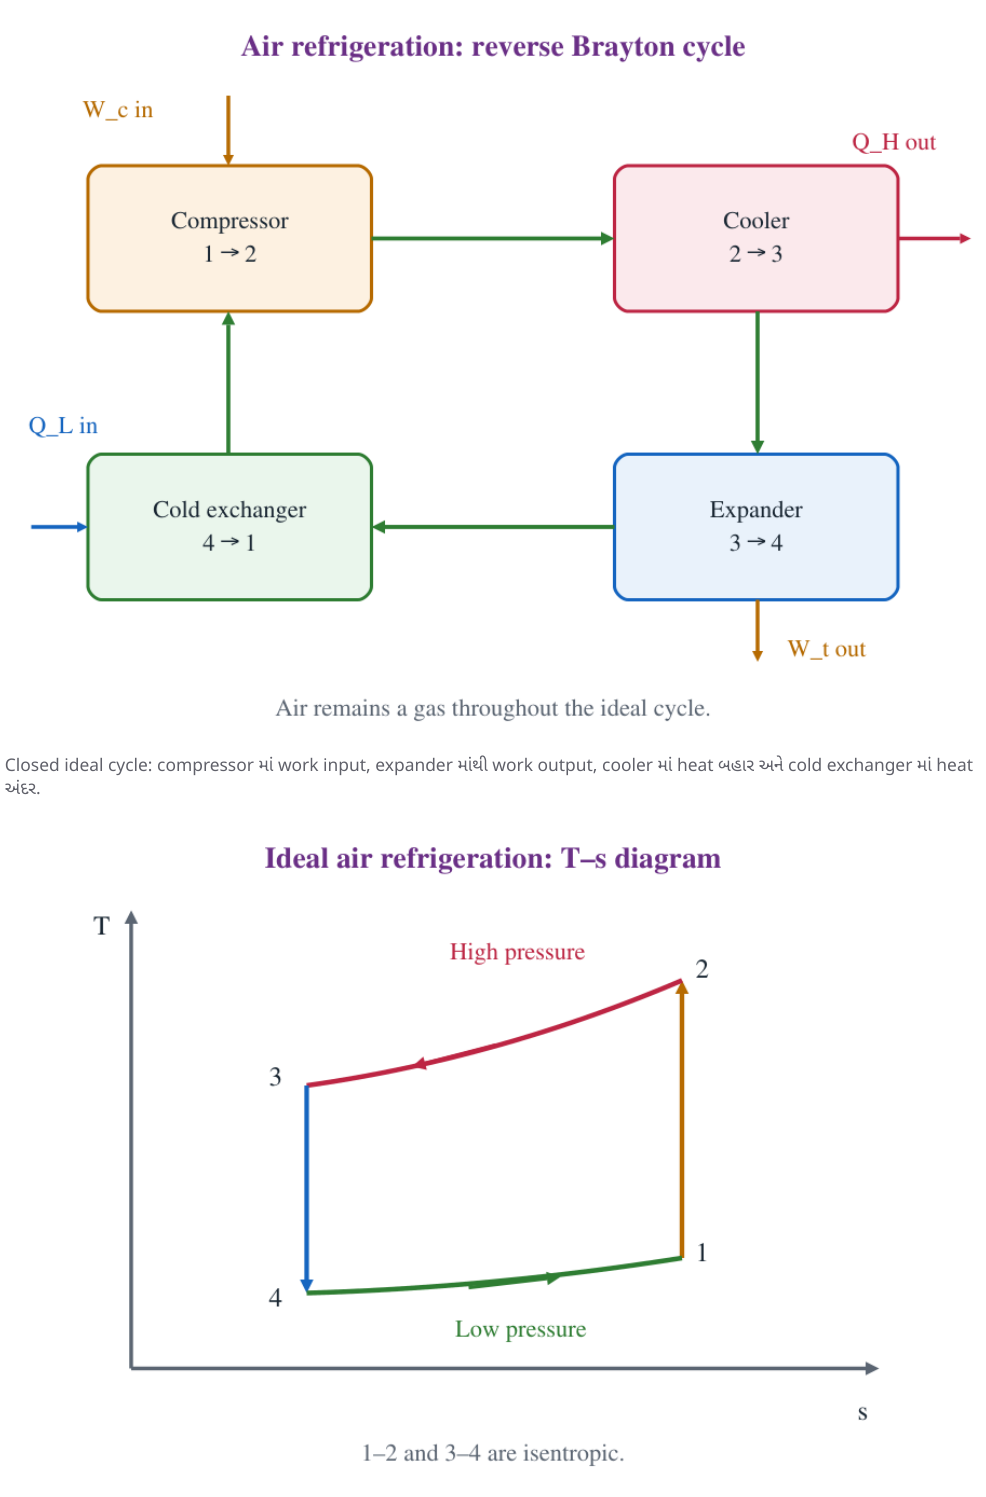 Air refrigeration: reverse Brayton cycle
W_c in
Q_H out
Compressor
1 → 2
Cooler
2 → 3
Q_L in
Cold exchanger
4 → 1
Expander
3 → 4
W_t out
Air remains a gas throughout the ideal cycle.
Closed ideal cycle: compressor માં work input, expander માંથી work output, cooler માં heat બહાર અને cold exchanger માં heat
અંદર.
Ideal air refrigeration: T–s diagram
T
High pressure
2
3
1
4
Low pressure
s
1–2 and 3–4 are isentropic.